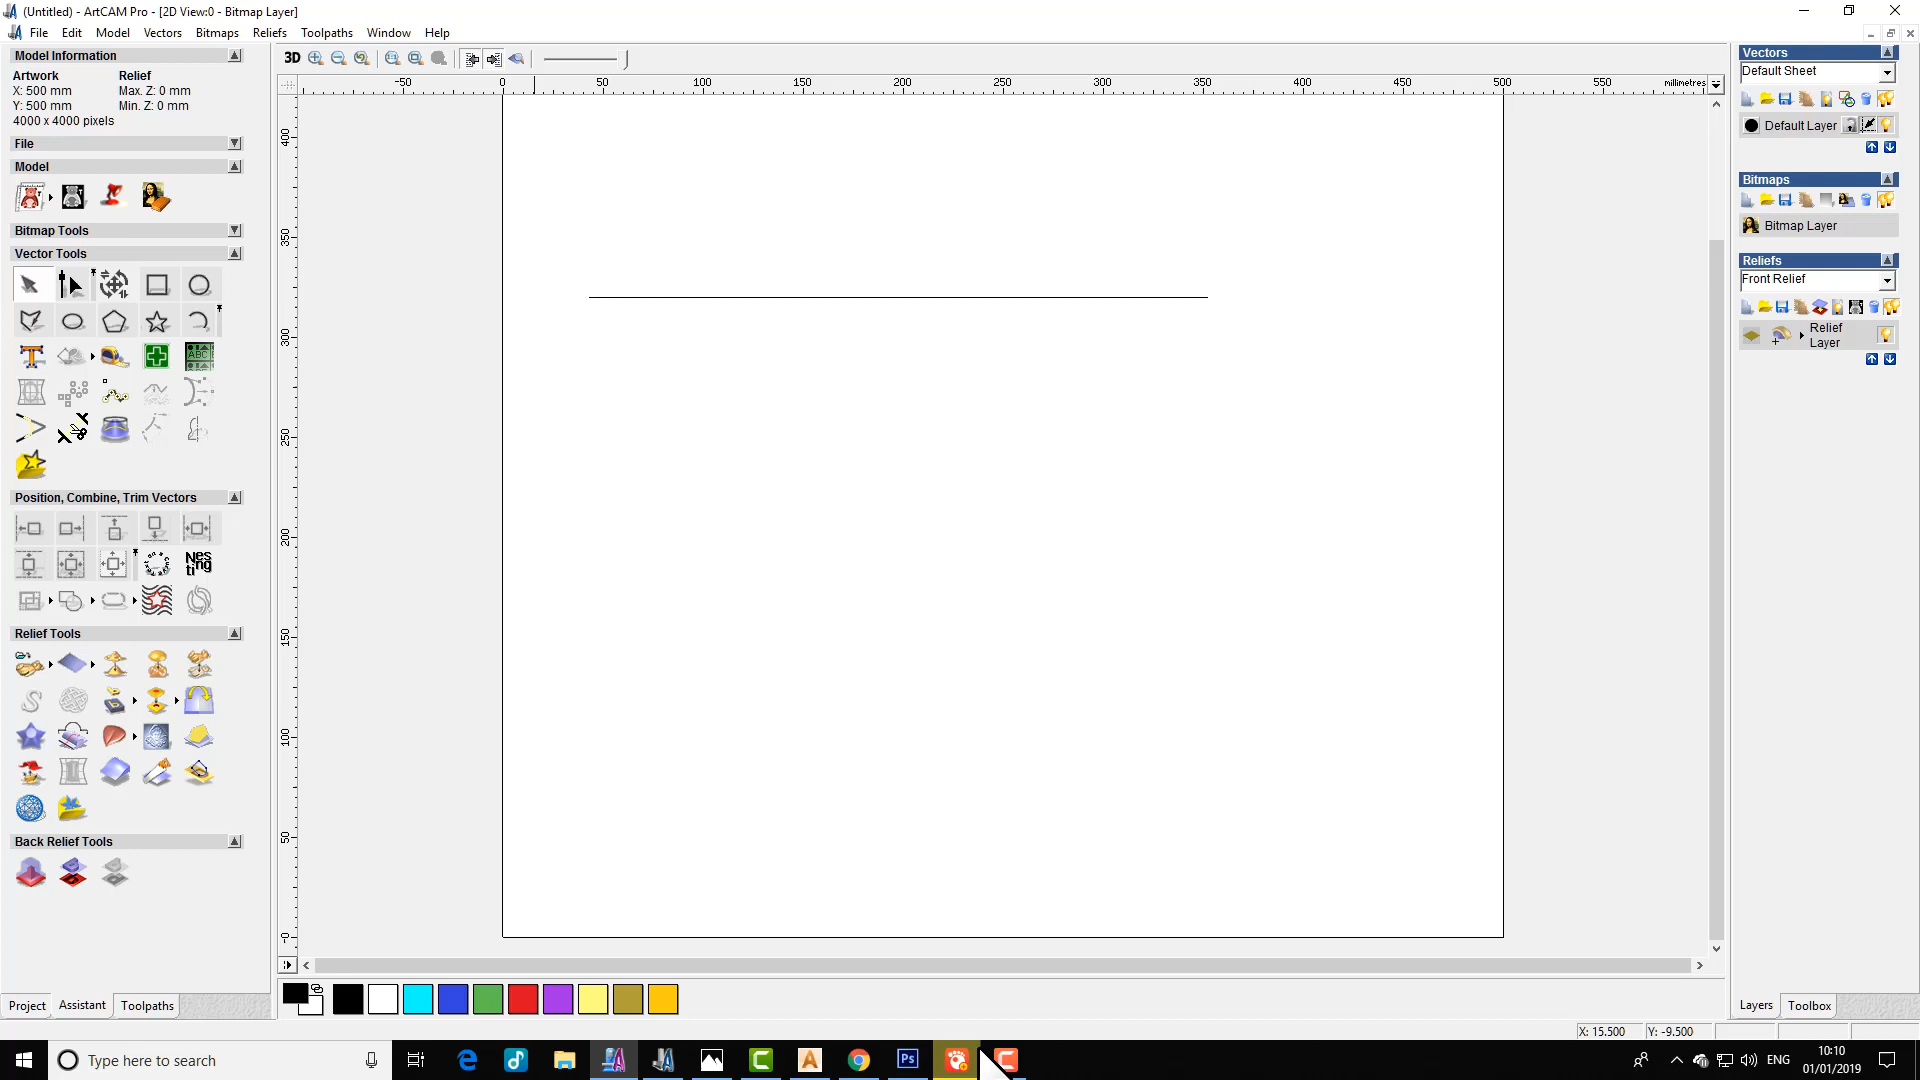 (Untitled) - ArtCAM Pro - [2D View:0 - Bitmap Layer]
File Edit Model Vectors Bitmaps Reliefs Toolpaths Window Help
Model Information
Artwork Relief
X: 500 mm Max. Z: 0 mm
Y: 500 mm Min. Z: 0 mm
4000 x 4000 pixels
File
Model
Bitmap Tools
Vector Tools
ABC
Position, Combine, Trim Vectors
Nes
ting
Relief Tools
Back Relief Tools
Project Assistant Toolpaths
3D
-50 0 50 100 150 200 250 300 350 400 450 500 550 millimetres
400
350
300
250
200
150
100
50
-0
Vectors
Default Sheet
Default Layer
Bitmaps
Bitmap Layer
Reliefs
Front Relief
Relief
Layer
Layers Toolbox
X: 15.500 Y: -9.500
Type here to search
Ps
ENG
10:10
01/01/2019